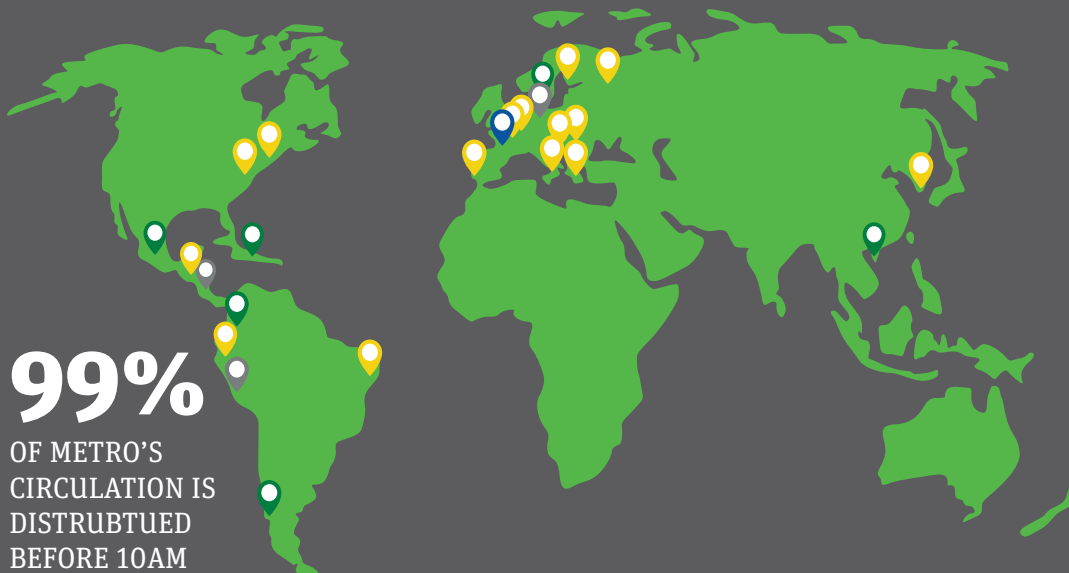 99%
OF METRO'S
CIRCULATION IS
DISTRUBTUED
BEFORE 10AM